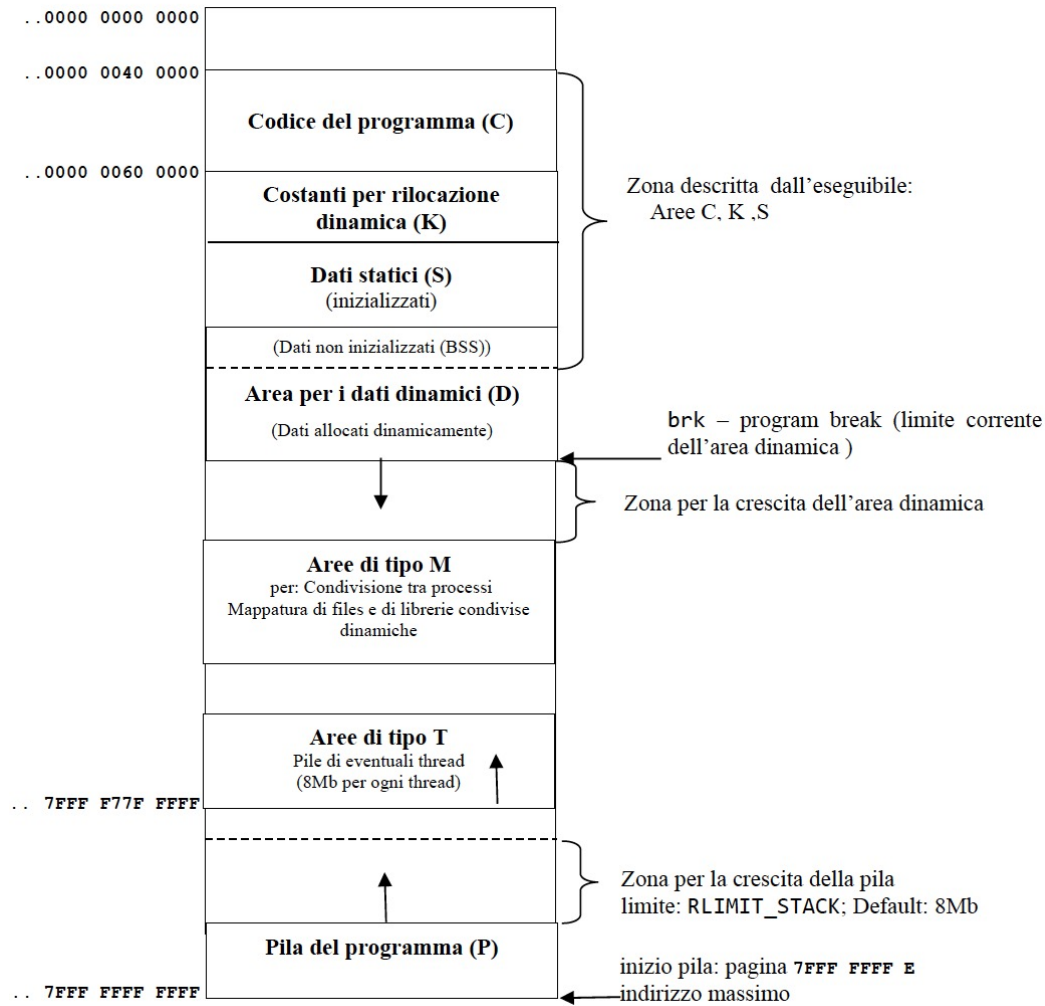 ..0000 0000 0000
..0000 0040 0000
Codice del programma (C)
..0000 0060 0000
Costanti per rilocazione
dinamica (K)
Zona descritta dall'eseguibile:
Aree C, K ,S
Dati statici (S)
(inizializzati)
(Dati non inizializzati (BSS))
Area per i dati dinamici (D)
(Dati allocati dinamicamente)
brk – program break (limite corrente
dell'area dinamica )
Zona per la crescita dell'area dinamica
Aree di tipo M
per: Condivisione tra processi
Mappatura di files e di librerie condivise
dinamiche
Aree di tipo T
Pile di eventuali thread
(8Mb per ogni thread)
.. 7FFF F77F FFFF
Zona per la crescita della pila
limite: RLIMIT_STACK; Default: 8Mb
Pila del programma (P)
inizio pila: pagina 7FFF FFFF E
indirizzo massimo
.. 7FFF FFFF FFFF